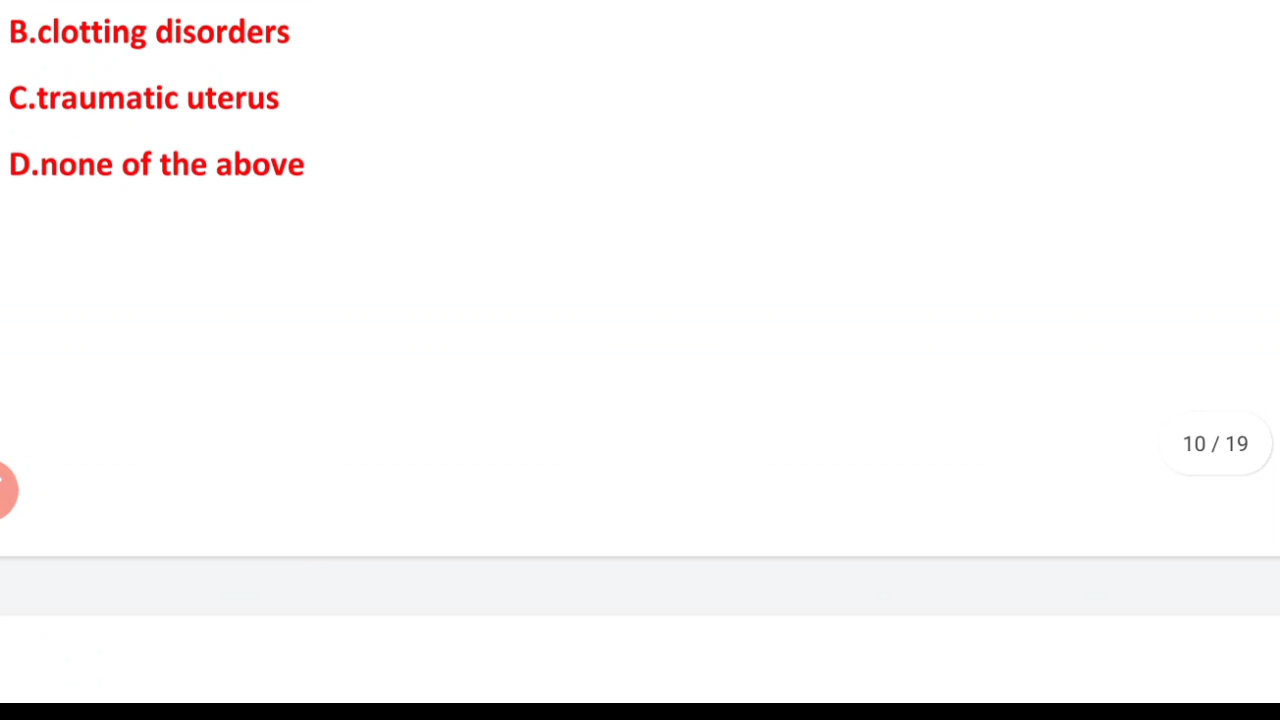 B.clotting disorders
C.traumatic uterus
D.none of the above
10 / 19